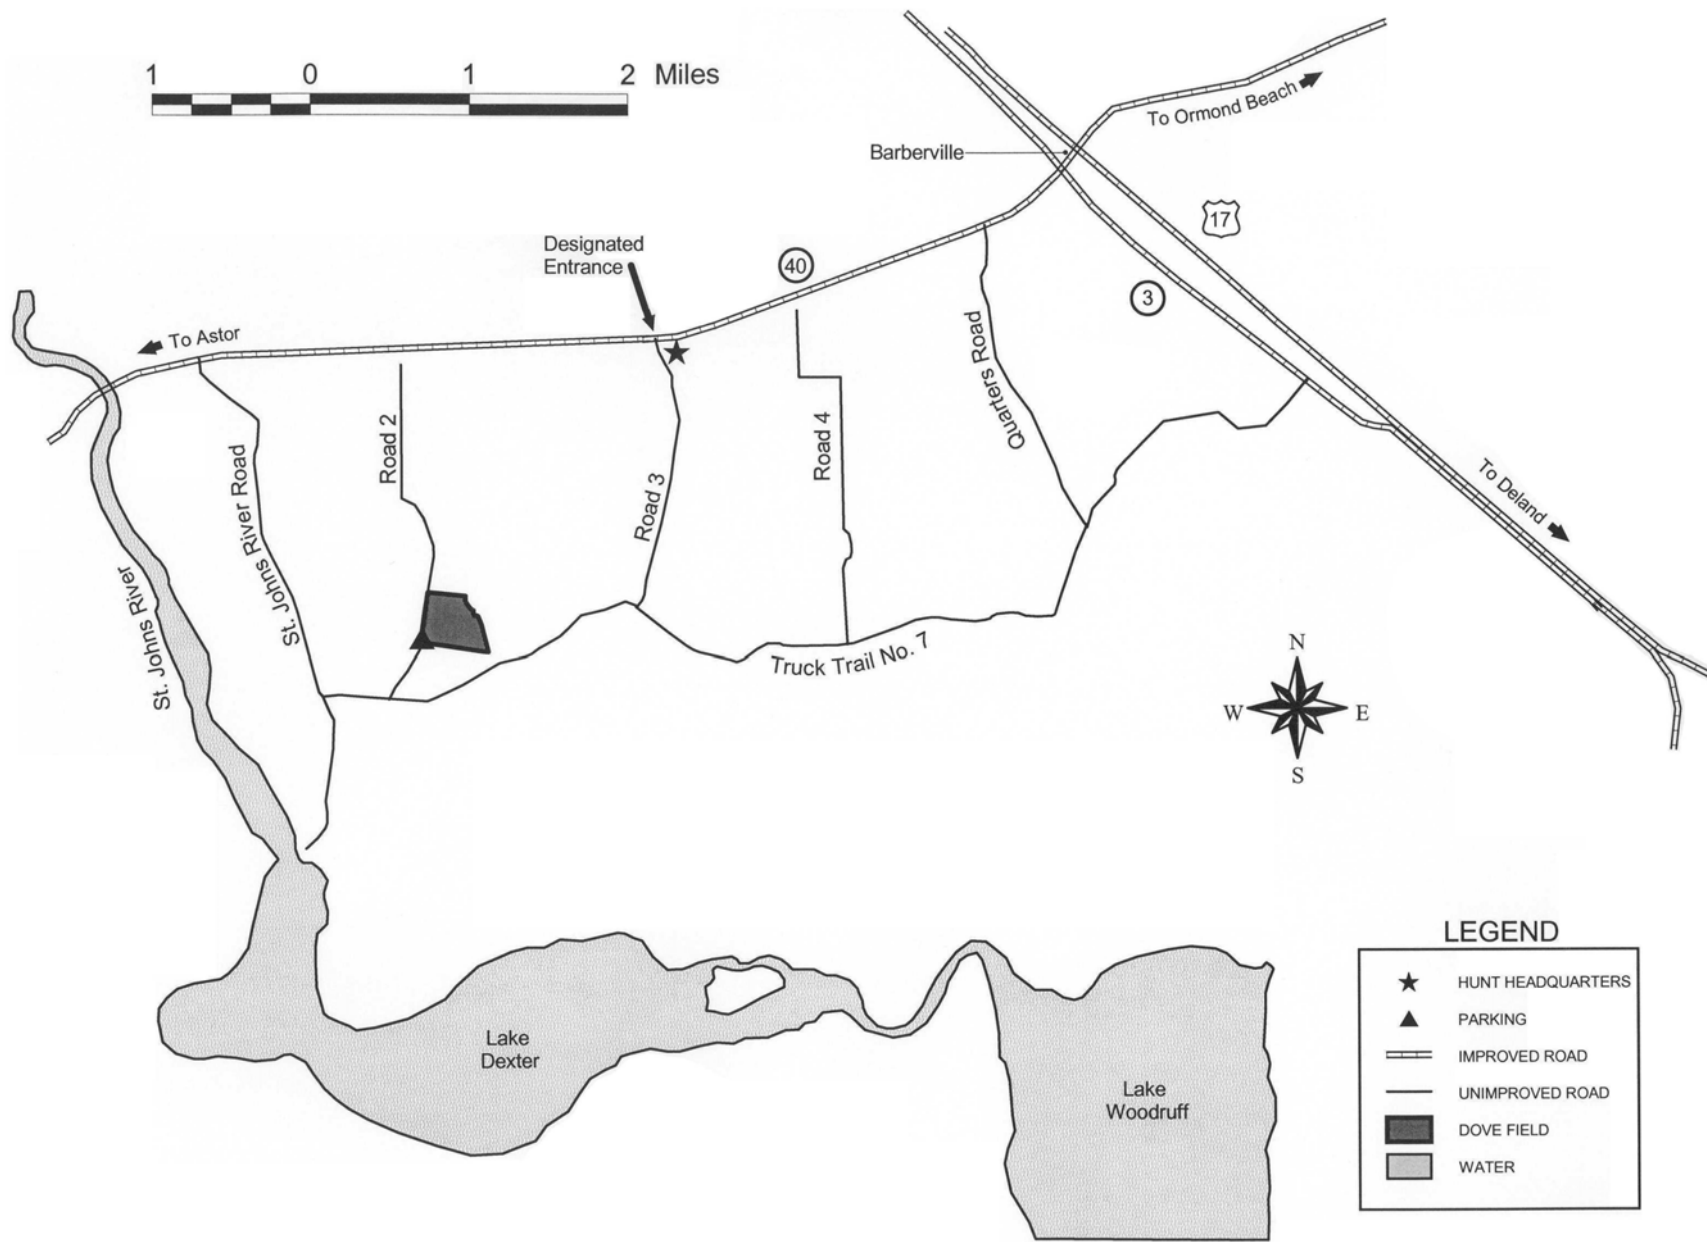 1 0 1 2 Miles
To Ormond Beach
Barberville
17
Designated
Entrance
40
3
To Astor
Road 2
Road 3
Road 4
Quarters Road
St. Johns River Road
St. Johns River
To Deland
Truck Trail No. 7
N
W E
S
Lake
Dexter
Lake
Woodruff
LEGEND
HUNT HEADQUARTERS
PARKING
IMPROVED ROAD
UNIMPROVED ROAD
DOVE FIELD
WATER